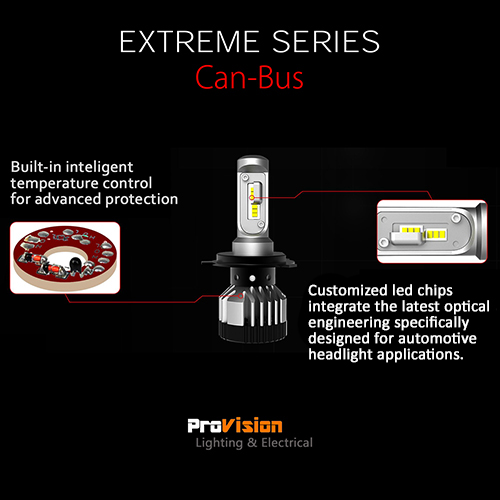 EXTREME SERIES
Can-Bus
Built-in inteligent
temperature control
for advanced protection
Customized led chips
integrate the latest optical
engineering specifically
designed for automotive
headlight applications.
ProVision
Lighting & Electrical